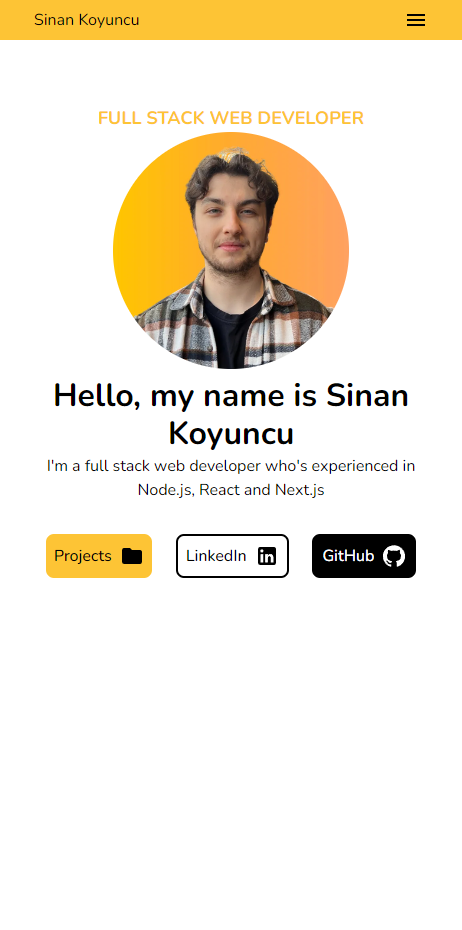 Sinan Koyuncu
FULL STACK WEB DEVELOPER
Hello, my name is Sinan
Koyuncu
I'm a full stack web developer who's experienced in
Node.js, React and Next.js
Projects
LinkedIn
GitHub